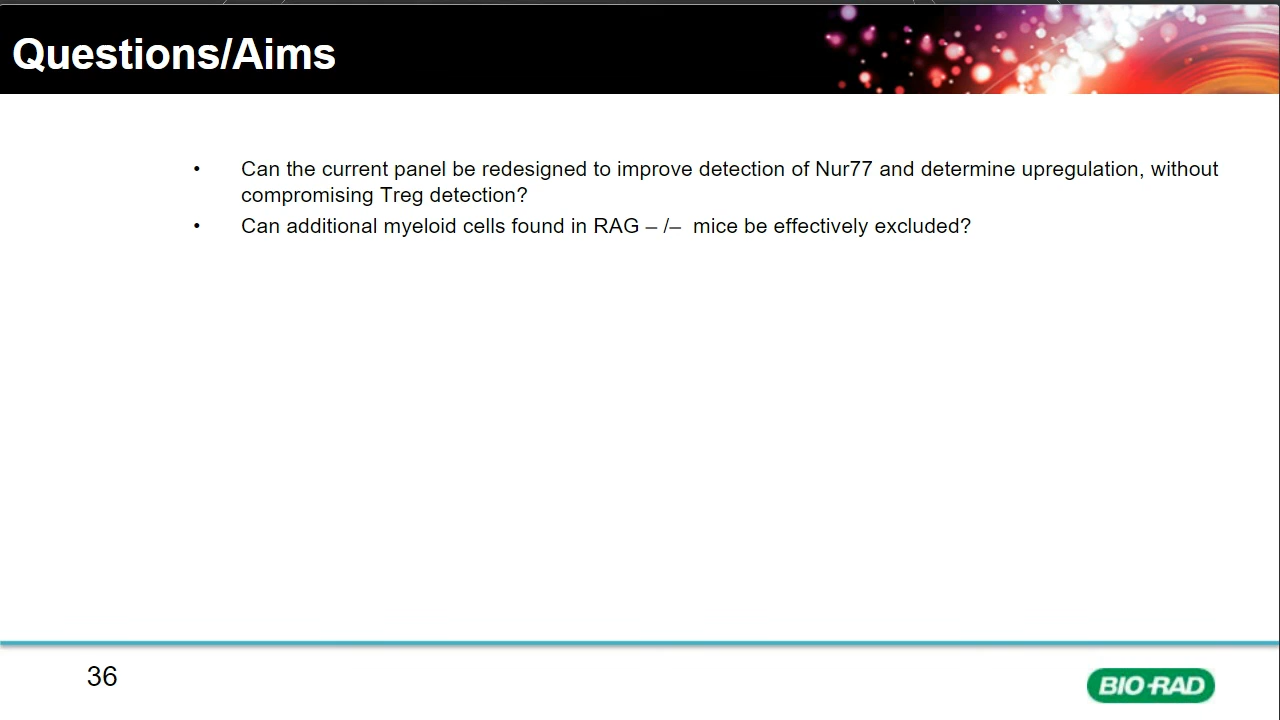 Questions/Aims
• Can the current panel be redesigned to improve detection of Nur77 and determine upregulation, without
compromising Treg detection?
• Can additional myeloid cells found in RAG – /–  mice be effectively excluded?
36
BIO-RAD